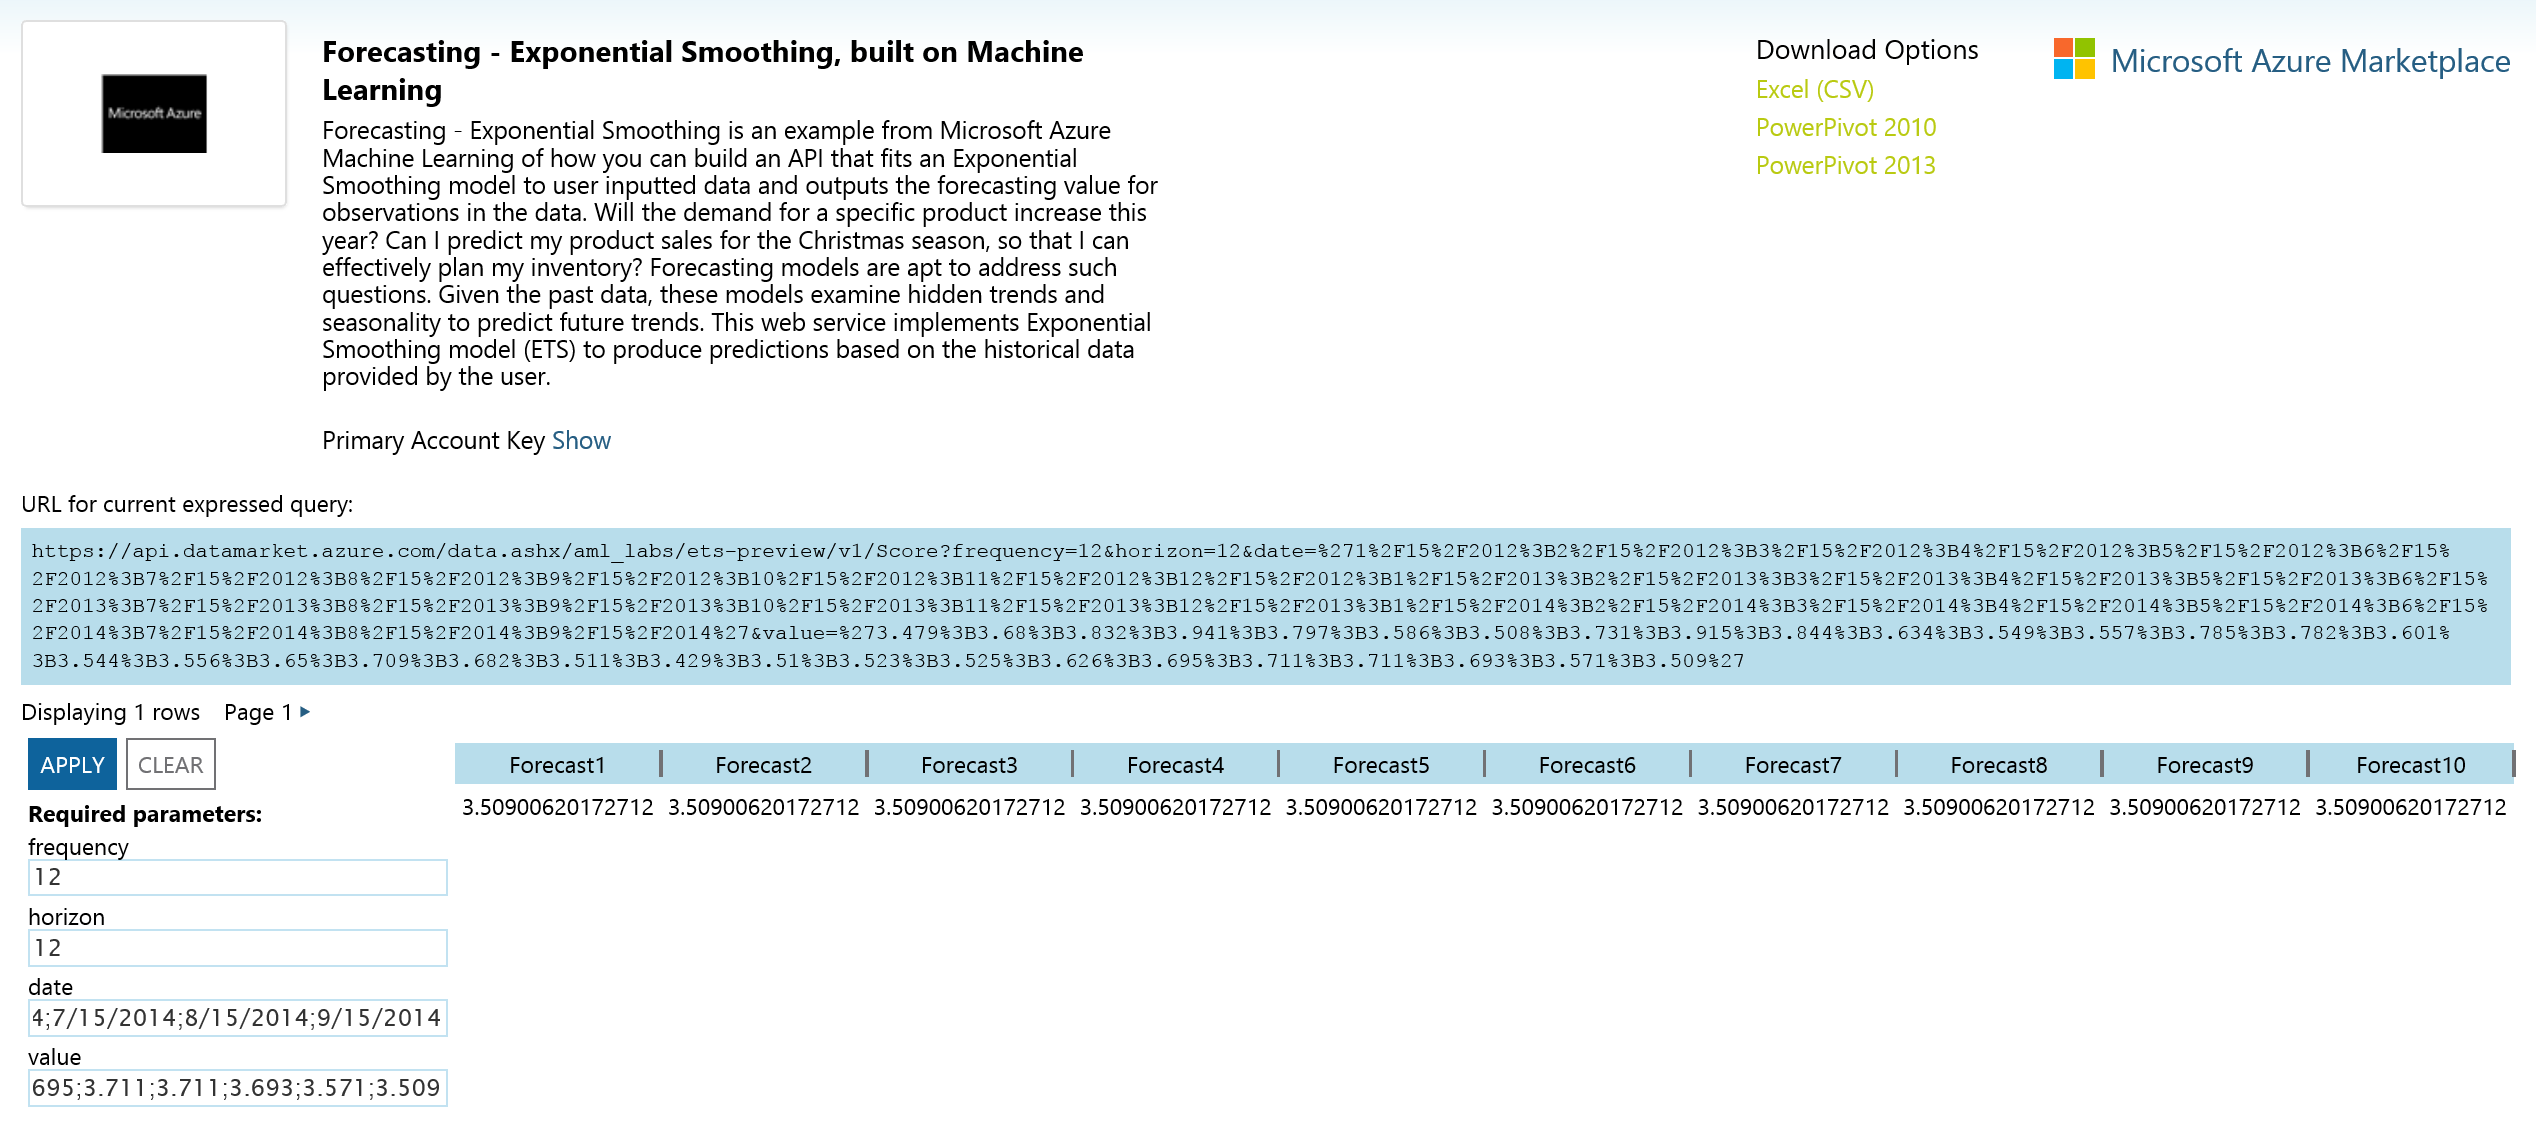 Microsoft Azure
Forecasting - Exponential Smoothing, built on Machine
Learning
Forecasting - Exponential Smoothing is an example from Microsoft Azure
Machine Learning of how you can build an API that fits an Exponential
Smoothing model to user inputted data and outputs the forecasting value for
observations in the data. Will the demand for a specific product increase this
year? Can I predict my product sales for the Christmas season, so that I can
effectively plan my inventory? Forecasting models are apt to address such
questions. Given the past data, these models examine hidden trends and
seasonality to predict future trends. This web service implements Exponential
Smoothing model (ETS) to produce predictions based on the historical data
provided by the user.
Primary Account Key Show
Download Options
Excel (CSV)
PowerPivot 2010
PowerPivot 2013
Microsoft Azure Marketplace
URL for current expressed query:
https://api.datamarket.azure.com/data.ashx/aml_labs/ets-preview/v1/Score?frequency=12&horizon=12&date=%271%2F15%2F2012%3B2%2F15%2F2012%3B3%2F15%2F2012%3B4%2F15%2F2012%3B5%2F15%2F2012%3B6%2F15%
2F2012%3B7%2F15%2F2012%3B8%2F15%2F2012%3B9%2F15%2F2012%3B10%2F15%2F2012%3B11%2F15%2F2012%3B12%2F15%2F2012%3B1%2F15%2F2013%3B2%2F15%2F2013%3B3%2F15%2F2013%3B4%2F15%2F2013%3B5%2F15%2F2013%3B6%2F15%
2F2013%3B7%2F15%2F2013%3B8%2F15%2F2013%3B9%2F15%2F2013%3B10%2F15%2F2013%3B11%2F15%2F2013%3B12%2F15%2F2013%3B1%2F15%2F2014%3B2%2F15%2F2014%3B3%2F15%2F2014%3B4%2F15%2F2014%3B5%2F15%2F2014%3B6%2F15%
2F2014%3B7%2F15%2F2014%3B8%2F15%2F2014%3B9%2F15%2F2014%27&value=%273.479%3B3.68%3B3.832%3B3.941%3B3.797%3B3.586%3B3.508%3B3.731%3B3.915%3B3.844%3B3.634%3B3.549%3B3.557%3B3.785%3B3.782%3B3.601%
3B3.544%3B3.556%3B3.65%3B3.709%3B3.682%3B3.511%3B3.429%3B3.51%3B3.523%3B3.525%3B3.626%3B3.695%3B3.711%3B3.711%3B3.693%3B3.571%3B3.509%27
Displaying 1 rows Page 1
APPLY CLEAR
Required parameters:
frequency
12
horizon
12
date
4;7/15/2014;8/15/2014;9/15/2014
value
695;3.711;3.711;3.693;3.571;3.509
Forecast1 Forecast2 Forecast3 Forecast4 Forecast5 Forecast6 Forecast7 Forecast8 Forecast9 Forecast10
3.50900620172712 3.50900620172712 3.50900620172712 3.50900620172712 3.50900620172712 3.50900620172712 3.50900620172712 3.50900620172712 3.50900620172712 3.50900620172712